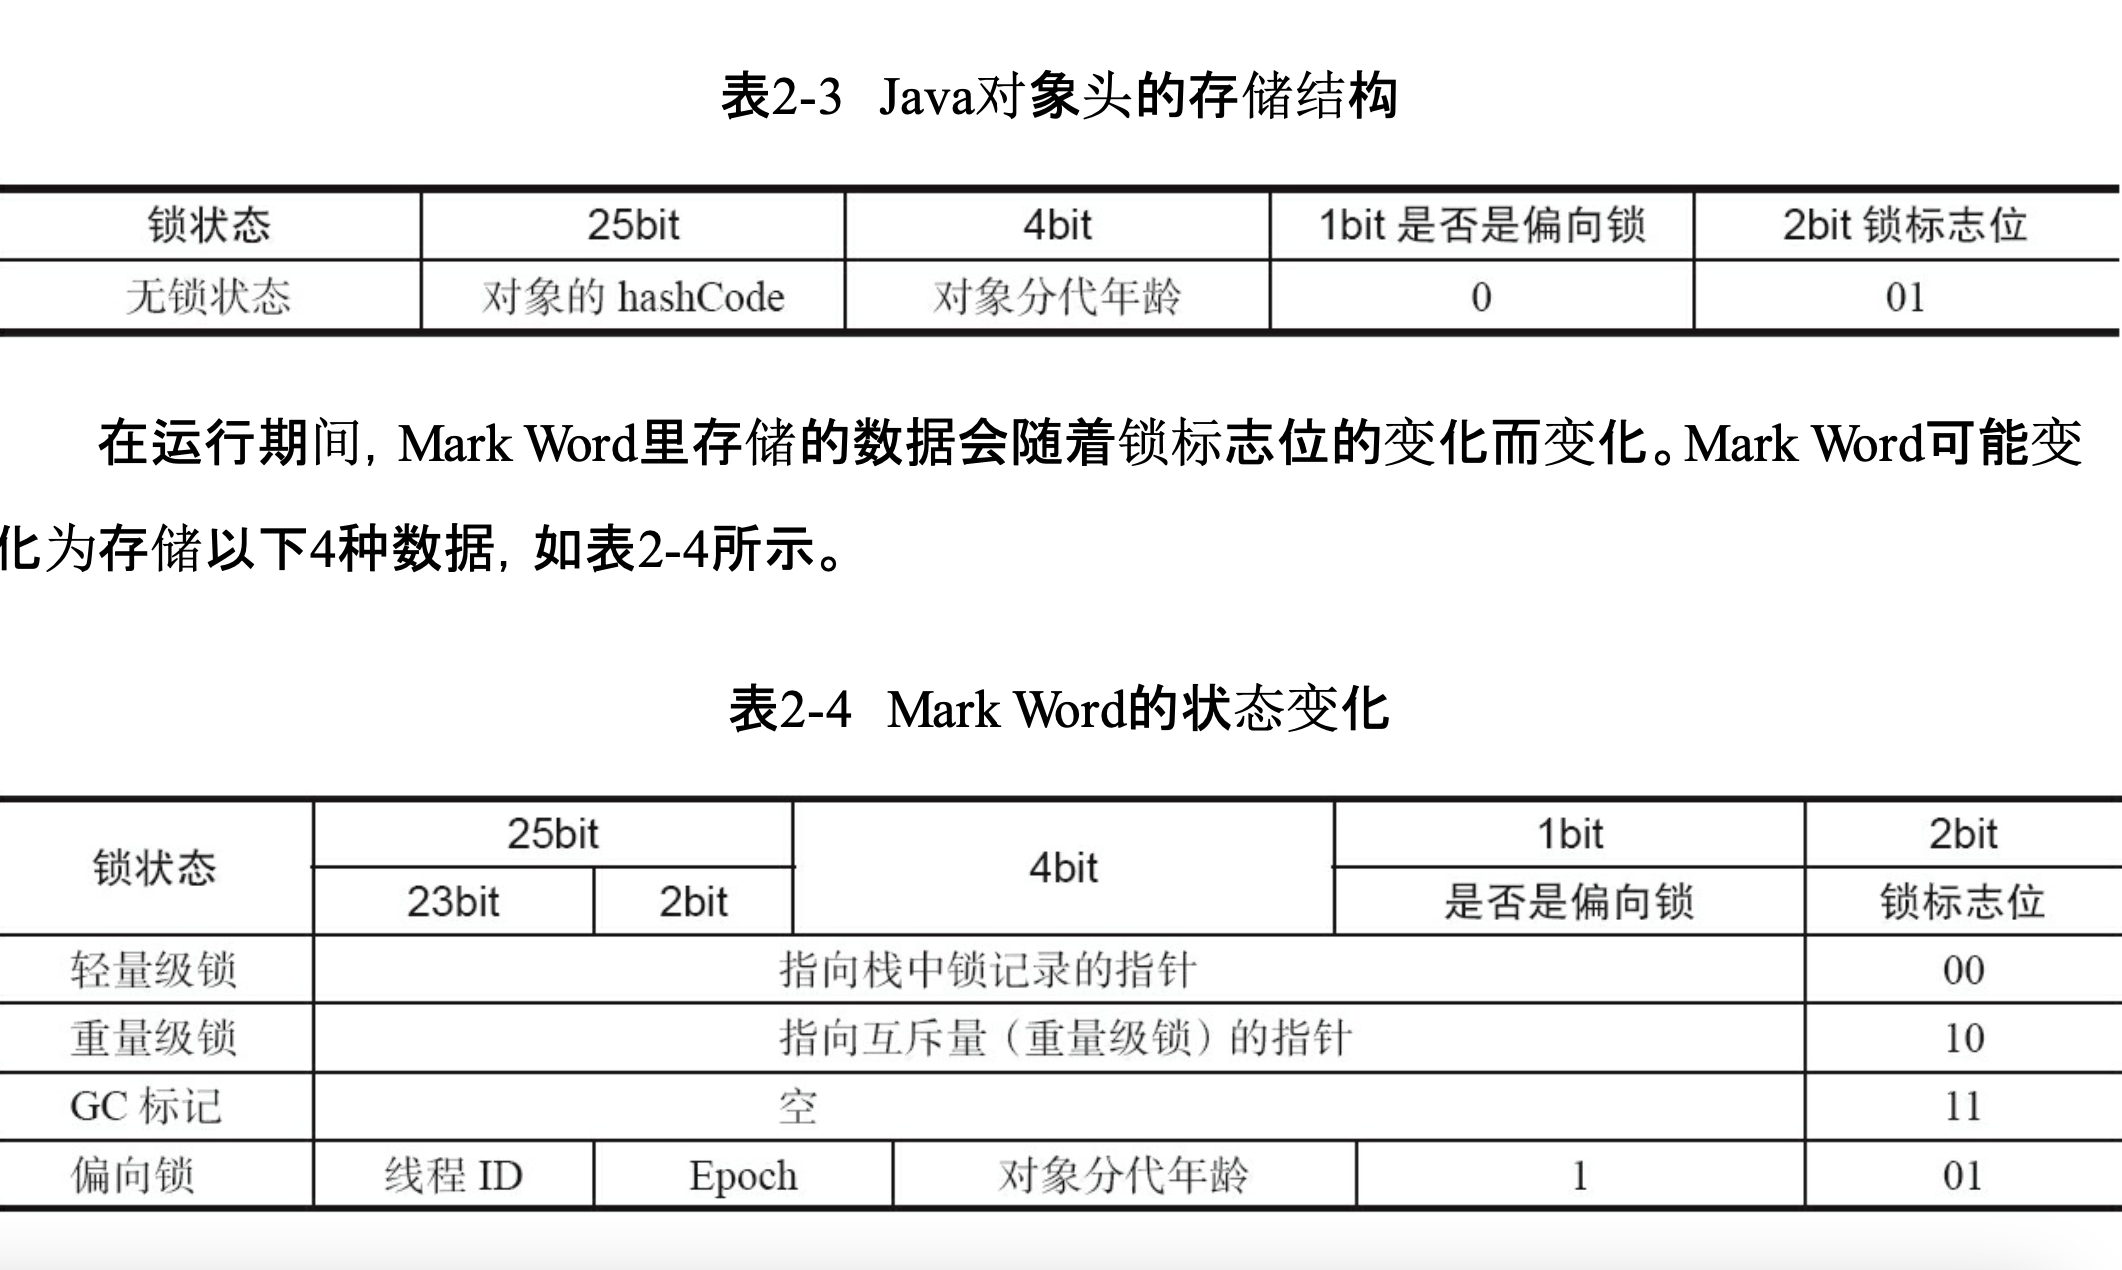 表2-3 Java对象头的存储结构
锁状态 25bit 4bit 1bit 是否是偏向锁 2bit 锁标志位
无锁状态 对象的 hashCode 对象分代年龄 0 01
在运行期间，Mark Word里存储的数据会随着锁标志位的变化而变化。Mark Word可能变
化为存储以下4种数据，如表2-4所示。
表2-4 Mark Word的状态变化
锁状态 25bit 4bit 1bit 2bit
23bit 2bit 是否是偏向锁 锁标志位
轻量级锁 指向栈中锁记录的指针 00
重量级锁 指向互斥量（重量级锁）的指针 10
GC 标记 空 11
偏向锁 线程 ID Epoch 对象分代年龄 1 01